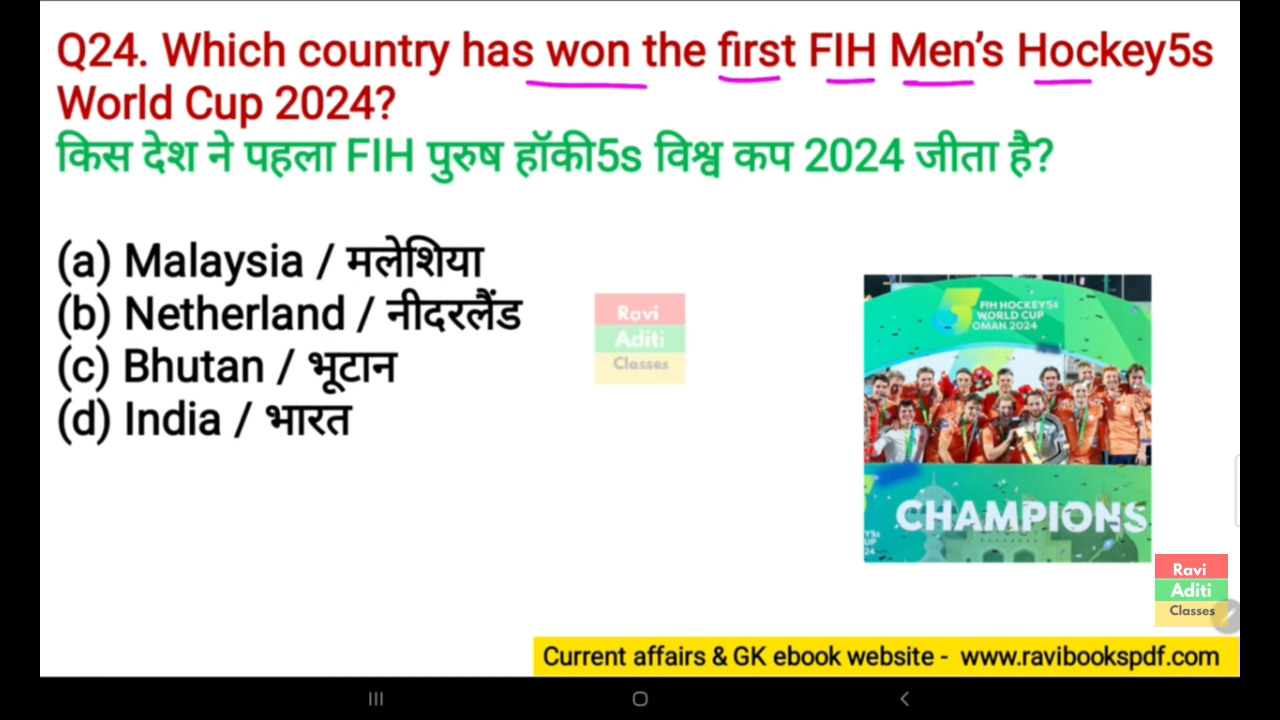 Q24. Which country has won the first FIH Men's Hockey5s
World Cup 2024?
किस देश ने पहला FIH पुरुष हॉकी5s विश्व कप 2024 जीता है?
(a) Malaysia / मलेशिया
(b) Netherland / नीदरलैंड
(c) Bhutan / भूटान
(d) India / भारत
Ravi
Aditi
Classes
FIH HOCKEY5s
WORLD CUP
OMAN 2024
CHAMPIONS
Ravi
Aditi
Classes
Current affairs & GK ebook website - www.ravibookspdf.com